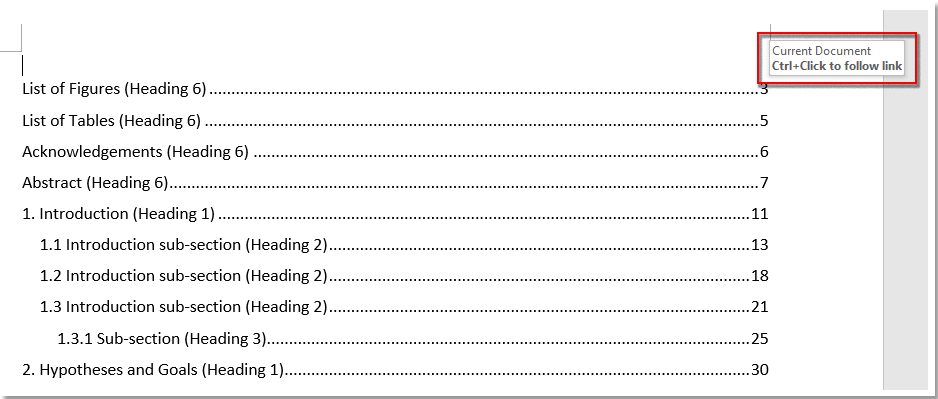 Current Document
Ctrl+Click to follow link
List of Figures (Heading 6)....................3
List of Tables (Heading 6)....................5
Acknowledgements (Heading 6)....................6
Abstract (Heading 6)....................7
1. Introduction (Heading 1)....................11
1.1 Introduction sub-section (Heading 2)....................13
1.2 Introduction sub-section (Heading 2)....................18
1.3 Introduction sub-section (Heading 2)....................21
1.3.1 Sub-section (Heading 3)....................25
2. Hypotheses and Goals (Heading 1)....................30